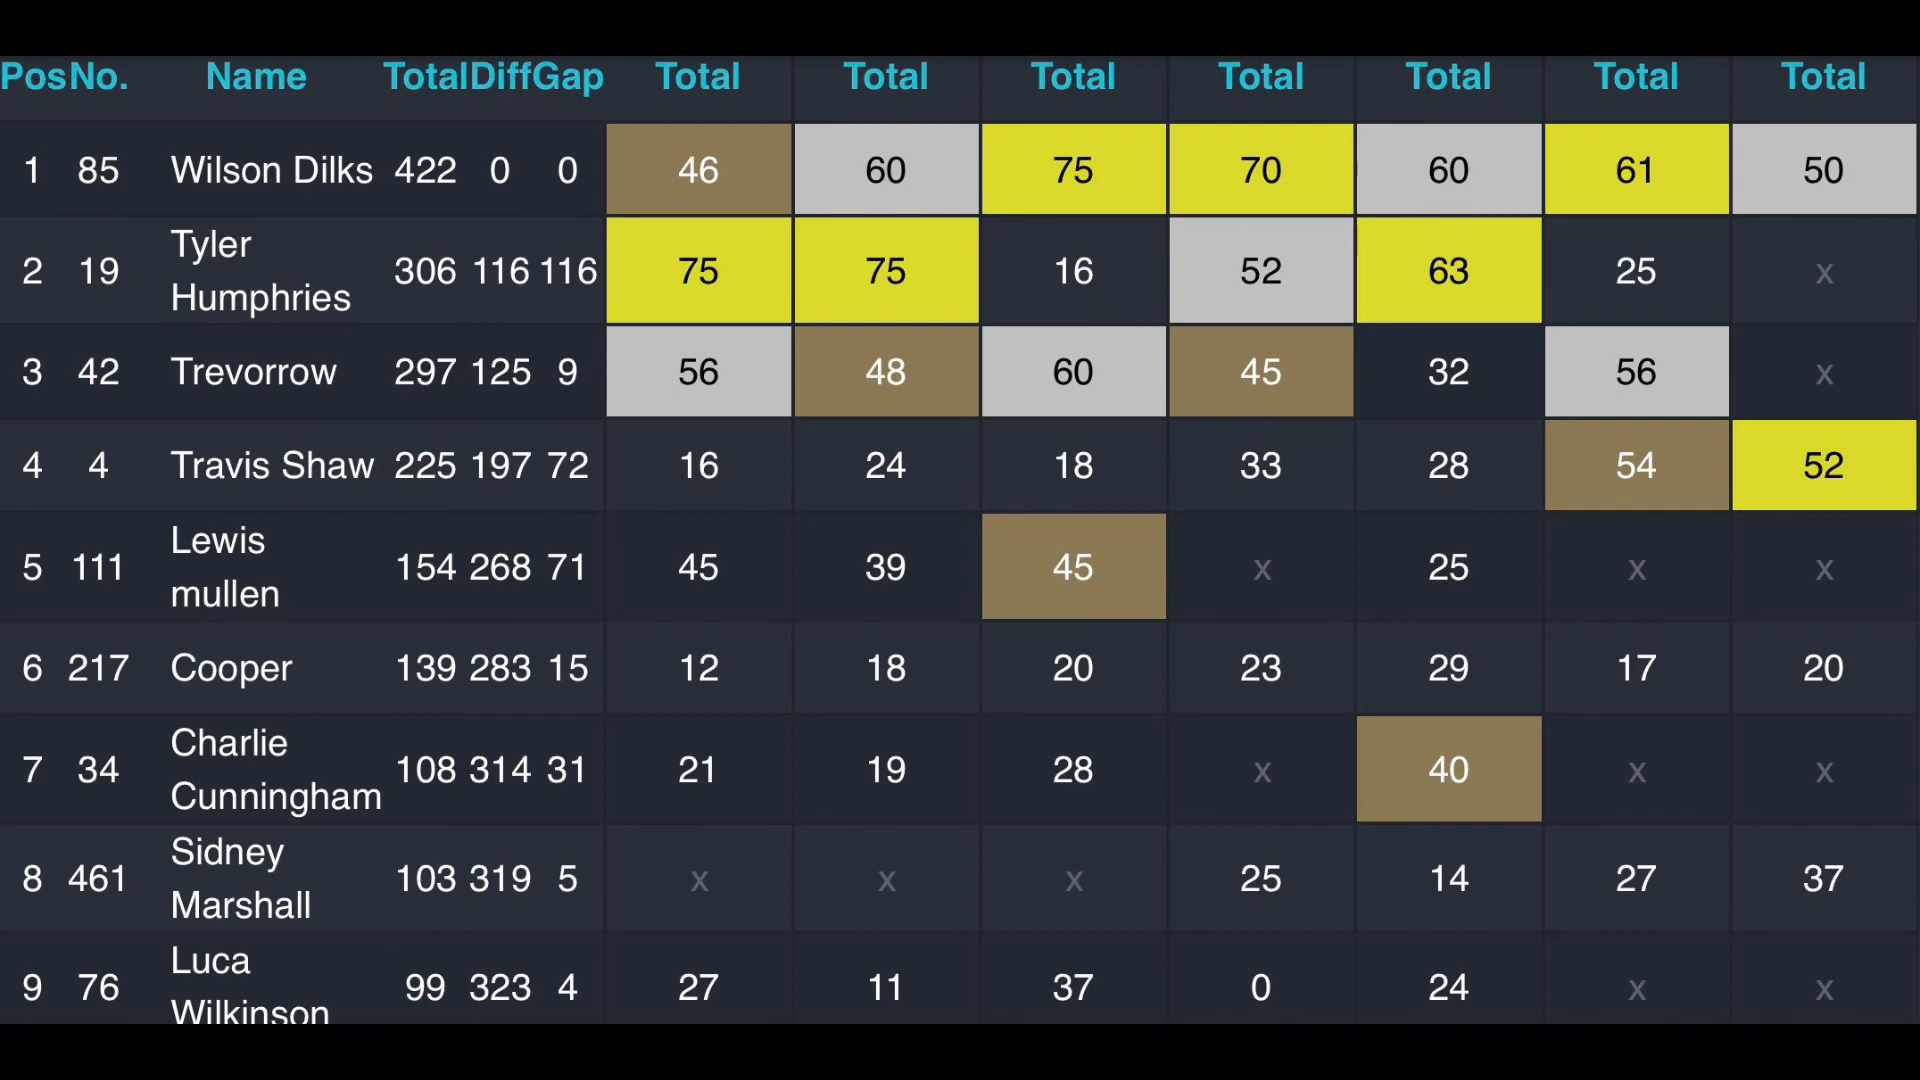 Pos No. Name Total Diff Gap Total Total Total Total Total Total Total
1 85 Wilson Dilks 422 0 0 46 60 75 70 60 61 50
Tyler
2 19 Humphries 306 116 116 75 75 16 52 63 25 x
3 42 Trevorrow 297 125 9 56 48 60 45 32 56 x
4 4 Travis Shaw 225 197 72 16 24 18 33 28 54 52
Lewis
5 111 mullen 154 268 71 45 39 45 x 25 x x
6 217 Cooper 139 283 15 12 18 20 23 29 17 20
Charlie
7 34 Cunningham 108 314 31 21 19 28 x 40 x x
Sidney
8 461 Marshall 103 319 5 x x x 25 14 27 37
Luca
9 76 Wilkinson 99 323 4 27 11 37 0 24 x x